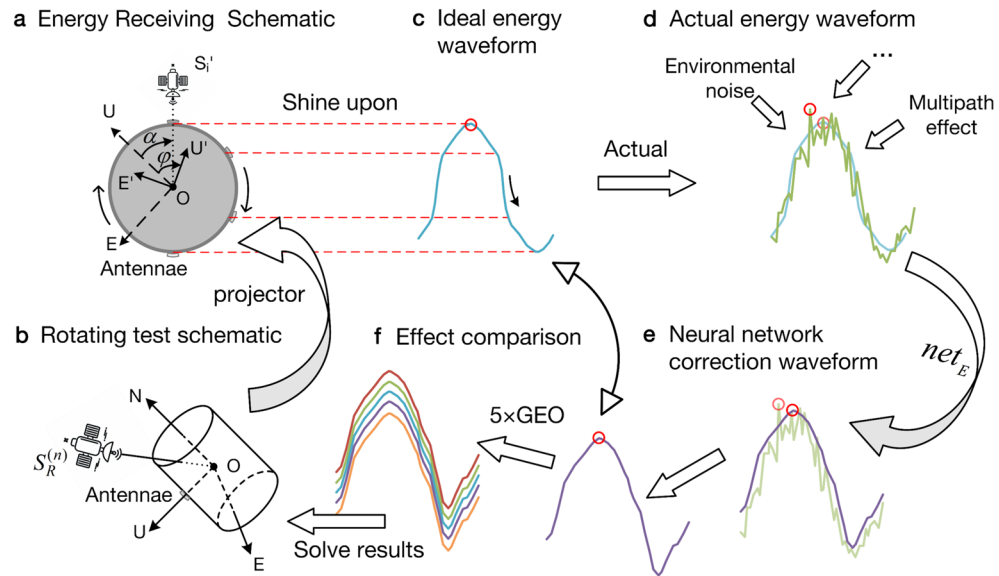 a Energy Receiving Schematic
S_i'
U
α
φ
U'
E'
O
E
Antennae
Shine upon
c Ideal energy
waveform
Actual
d Actual energy waveform
Environmental
noise
...
Multipath
effect
projector
b Rotating test schematic
N
S_R^(n)
O
Antennae
U
E
f Effect comparison
5×GEO
Solve results
e Neural network
correction waveform
net_E